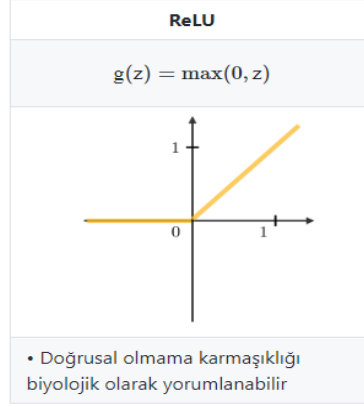 ReLU
g(z) = max(0, z)
1
0
1
• Doğrusal olmama karmaşıklığı
biyolojik olarak yorumlanabilir